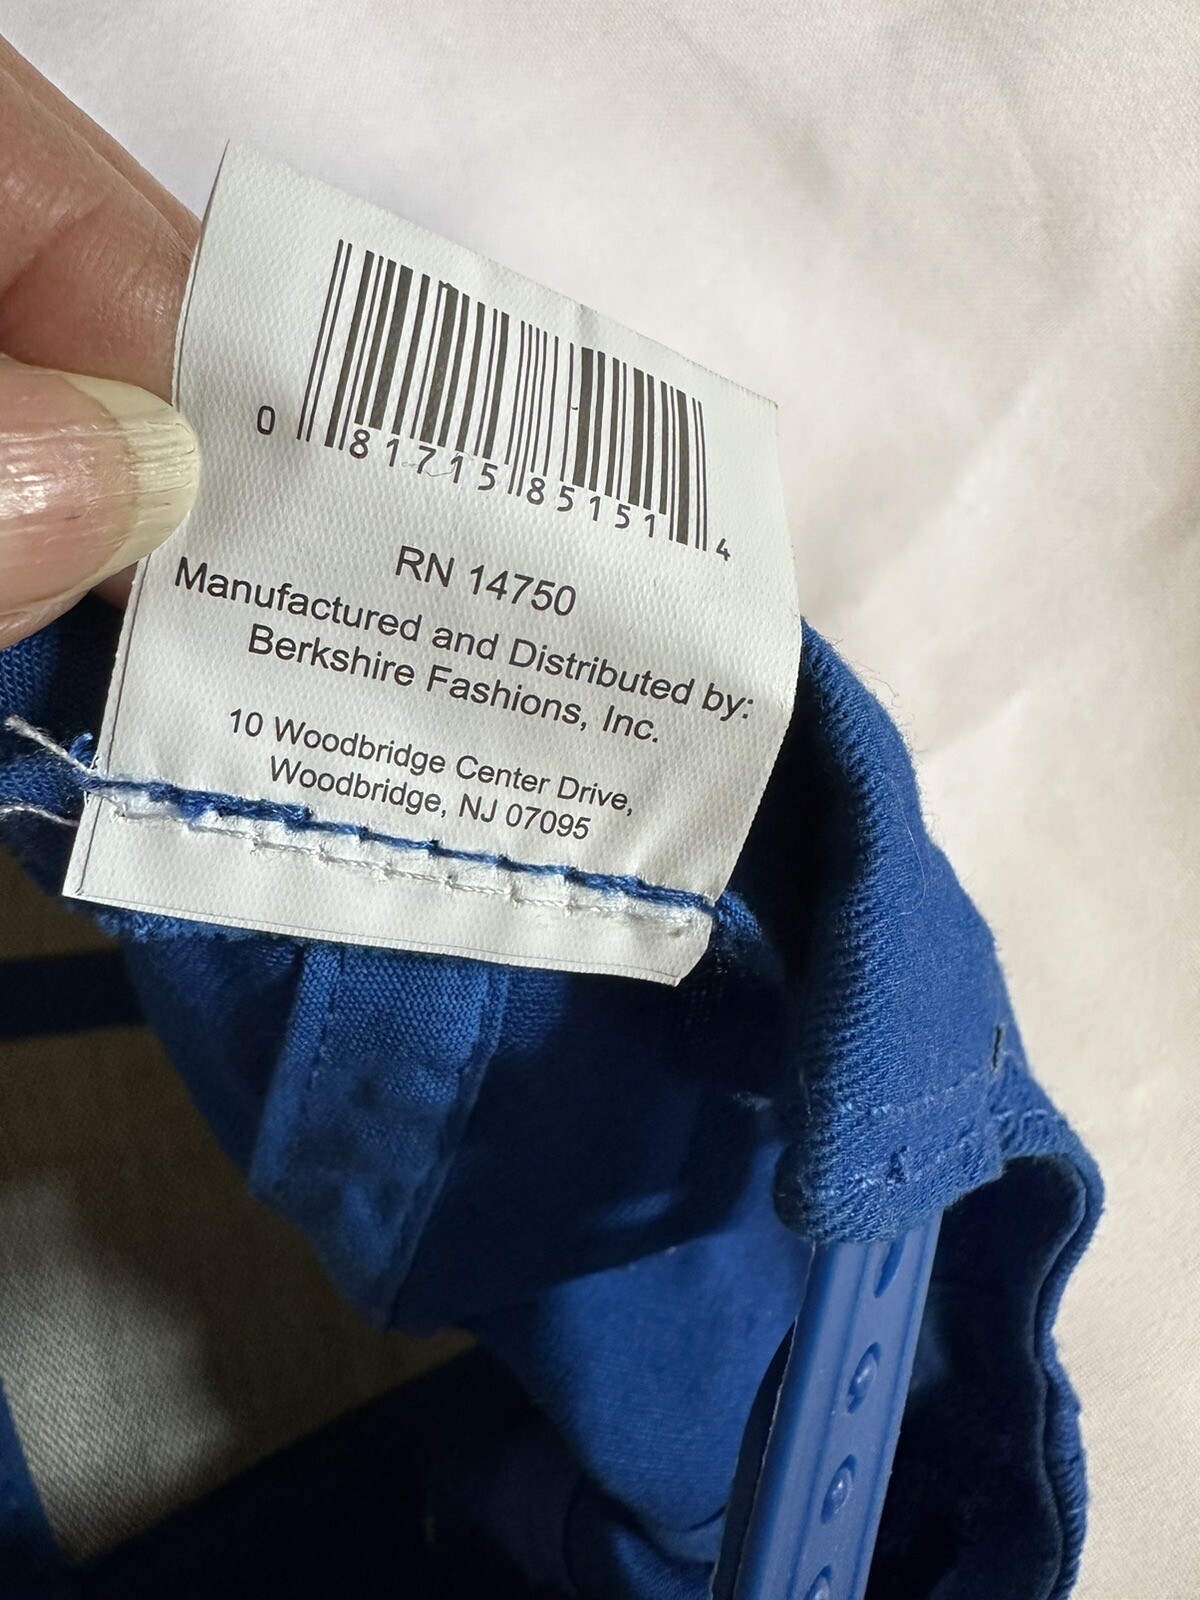 0 81715 85151 4
RN 14750
Manufactured and Distributed by:
Berkshire Fashions, Inc.
10 Woodbridge Center Drive,
Woodbridge, NJ 07095